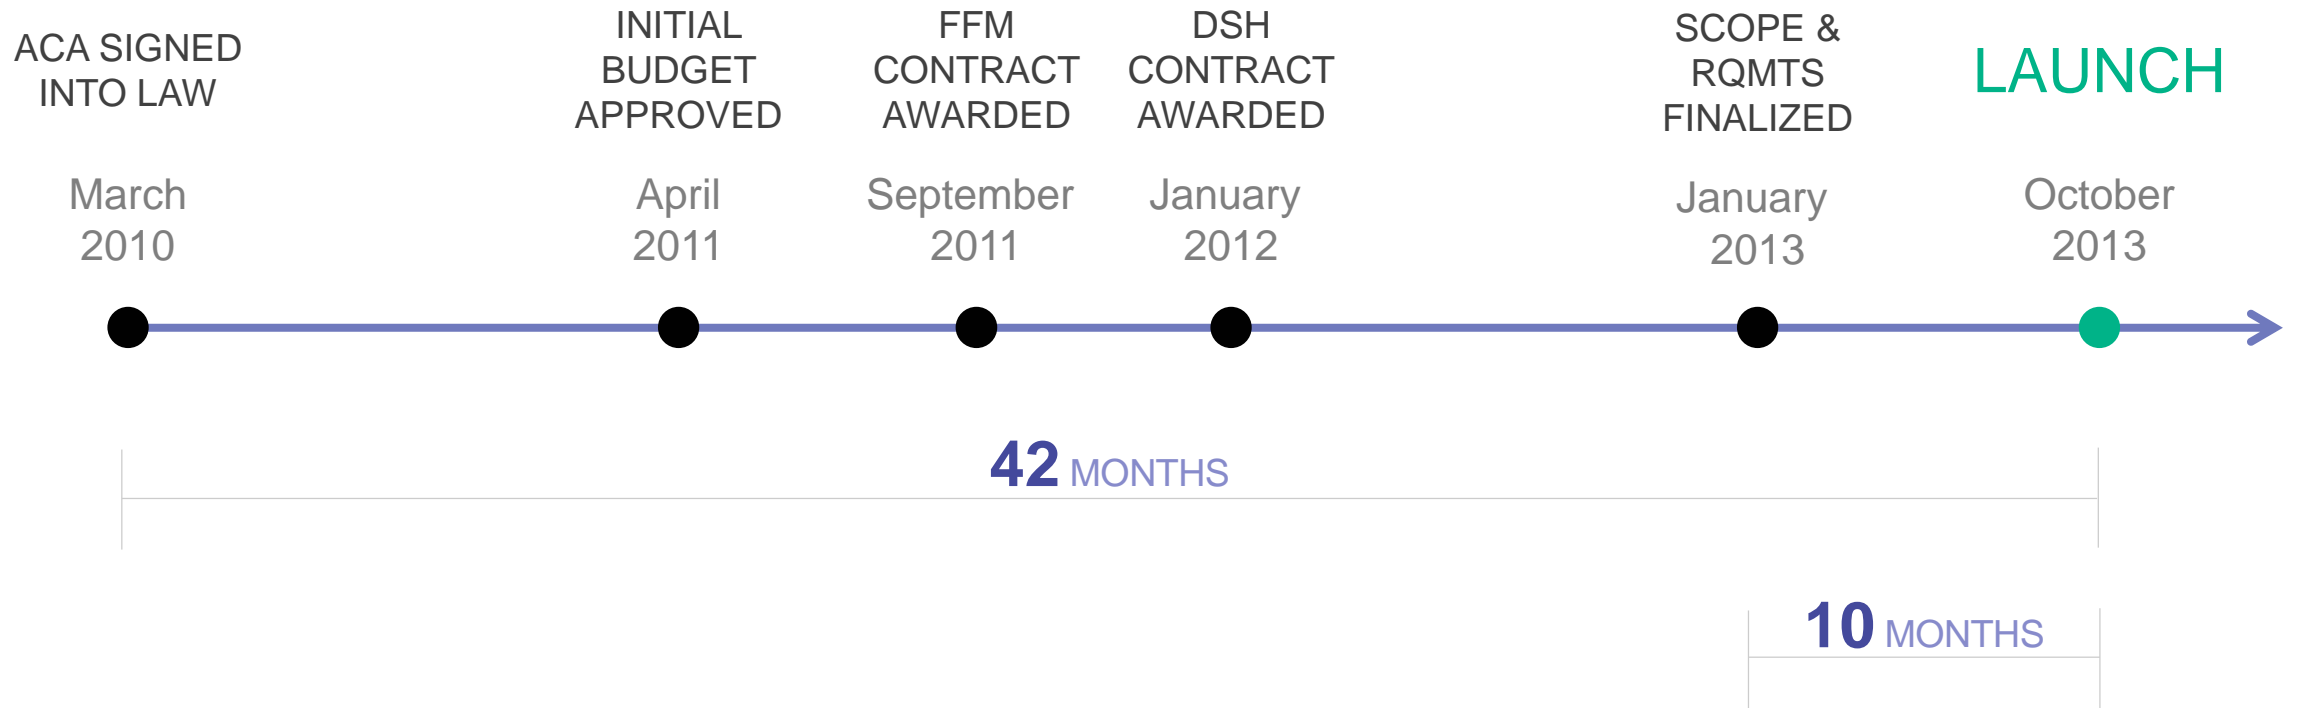 ACA SIGNED
INTO LAW
March
2010
INITIAL
BUDGET
APPROVED
April
2011
FFM
CONTRACT
AWARDED
September
2011
DSH
CONTRACT
AWARDED
January
2012
SCOPE &
RQMTS
FINALIZED
January
2013
LAUNCH
October
2013
42 MONTHS
10 MONTHS